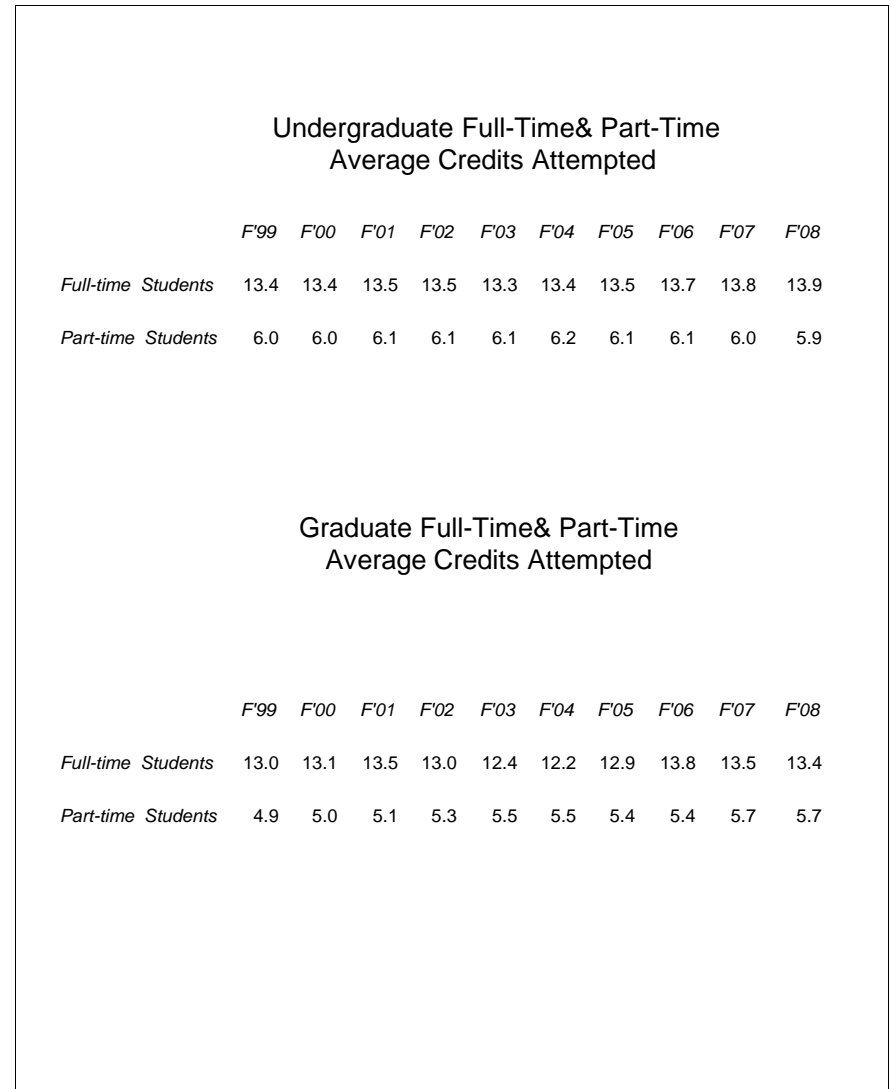 Undergraduate Full-Time& Part-Time
Average Credits Attempted
F'99 F'00 F'01 F'02 F'03 F'04 F'05 F'06 F'07 F'08
Full-time Students 13.4 13.4 13.5 13.5 13.3 13.4 13.5 13.7 13.8 13.9
Part-time Students 6.0 6.0 6.1 6.1 6.1 6.2 6.1 6.1 6.0 5.9
Graduate Full-Time& Part-Time
Average Credits Attempted
F'99 F'00 F'01 F'02 F'03 F'04 F'05 F'06 F'07 F'08
Full-time Students 13.0 13.1 13.5 13.0 12.4 12.2 12.9 13.8 13.5 13.4
Part-time Students 4.9 5.0 5.1 5.3 5.5 5.5 5.4 5.4 5.7 5.7